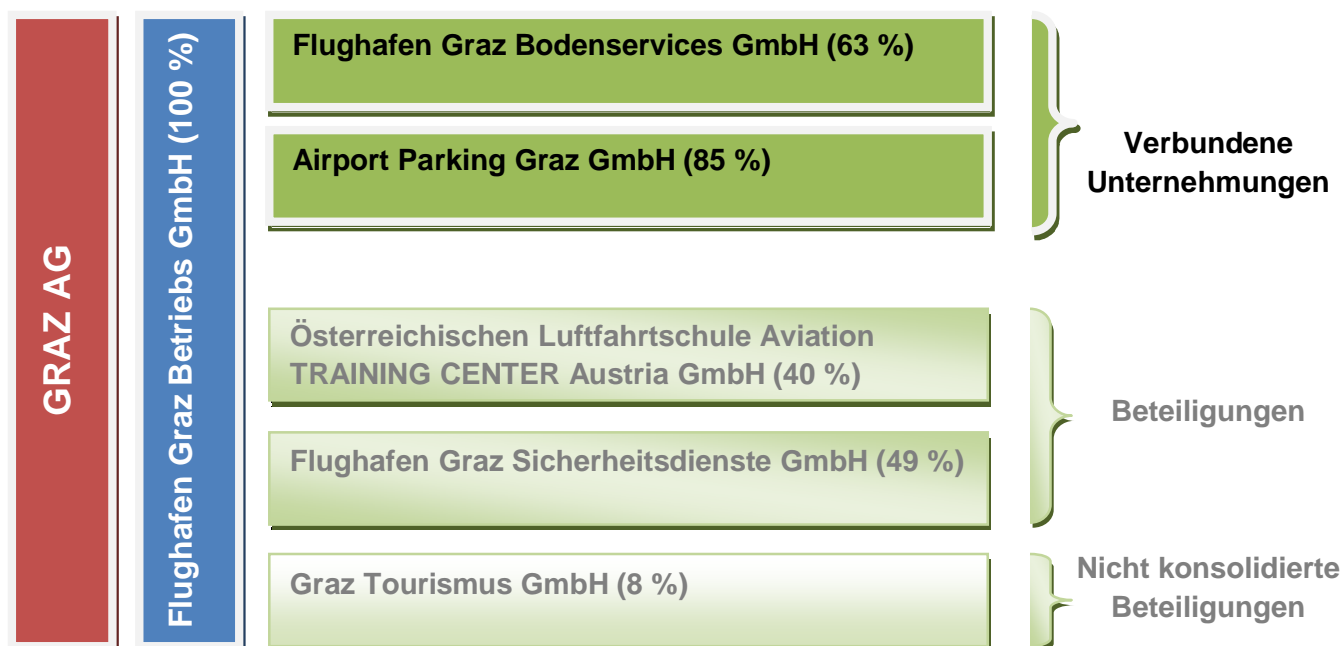 GRAZ AG
Flughafen Graz Betriebs GmbH (100 %)
Flughafen Graz Bodenservices GmbH (63 %)
Airport Parking Graz GmbH (85 %)
Verbundene
Unternehmungen
Österreichischen Luftfahrtschule Aviation
TRAINING CENTER Austria GmbH (40 %)
Flughafen Graz Sicherheitsdienste GmbH (49 %)
Beteiligungen
Graz Tourismus GmbH (8 %)
Nicht konsolidierte
Beteiligungen